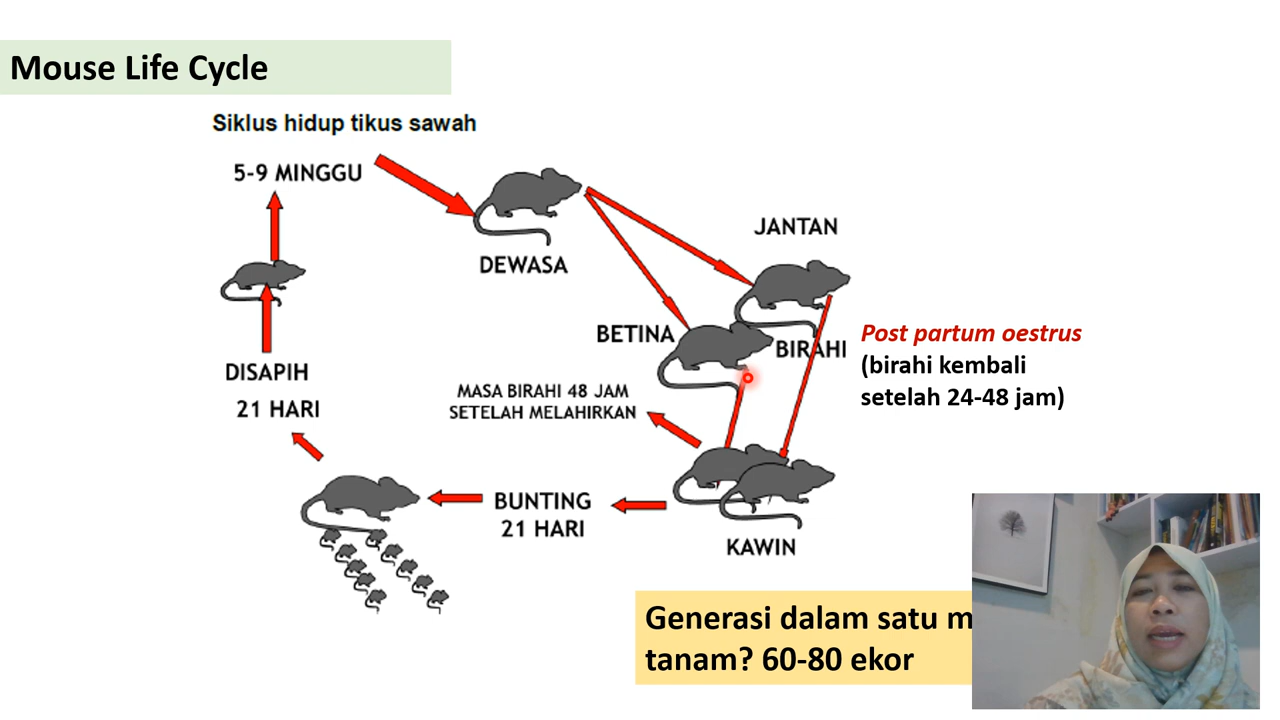 Mouse Life Cycle
Siklus hidup tikus sawah
5-9 MINGGU
DEWASA
JANTAN
BETINA
BIRAHI
Post partum oestrus
(birahi kembali
setelah 24-48 jam)
MASA BIRAHI 48 JAM
SETELAH MELAHIRKAN
DISAPIH
21 HARI
BUNTING
21 HARI
KAWIN
Generasi dalam satu m
tanam? 60-80 ekor